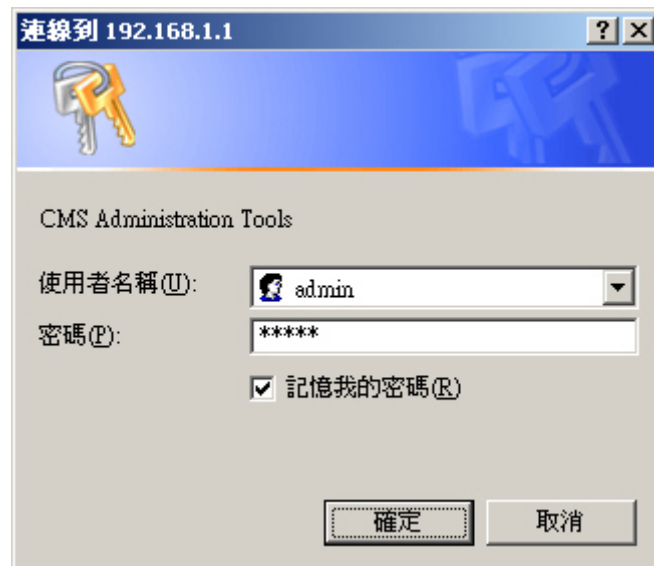 連線到 192.168.1.1
CMS Administration Tools
使用者名稱(U):
admin
密碼(P):
*****
記憶我的密碼(R)
確定
取消